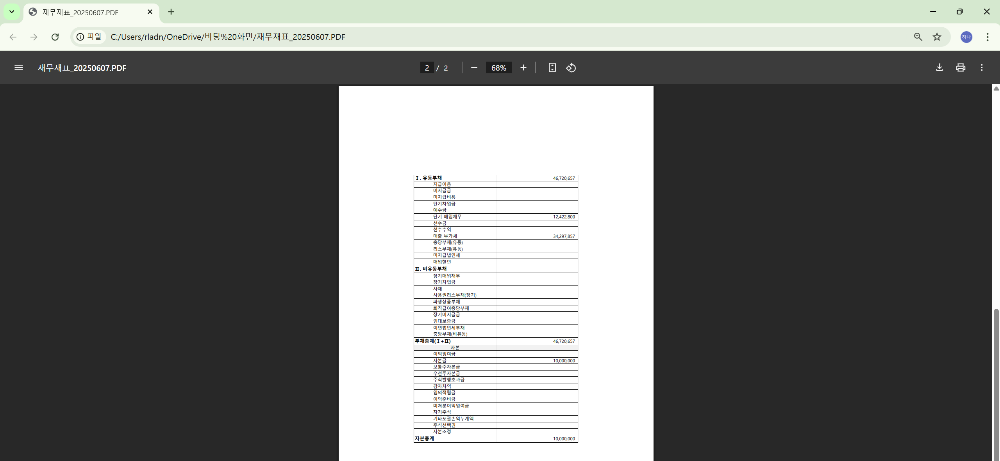 재무재표_20250607.PDF
파일 C:/Users/rladn/OneDrive/바탕%20화면/재무재표_20250607.PDF
하나
재무재표_20250607.PDF
2 / 2
68%
Ⅰ. 유동부채 46,720,657
지급어음
미지급금
미지급비용
단기차입금
예수금
단기 매입채무 12,422,800
선수금
선수수익
매출 부가세 34,297,857
충당부채(유동)
리스부채(유동)
미지급법인세
매입할인
Ⅱ. 비유동부채
장기매입채무
장기차입금
사채
사용권리스부채(장기)
파생상품부채
퇴직급여충당부채
장기미지급금
임대보증금
이연법인세부채
충당부채(비유동)
부채총계(Ⅰ+Ⅱ) 46,720,657
자본
이익잉여금
자본금 10,000,000
보통주자본금
우선주자본금
주식발행초과금
감자차익
임의적립금
이익준비금
미처분이익잉여금
자기주식
기타포괄손익누계액
주식선택권
자본조정
자본총계 10,000,000